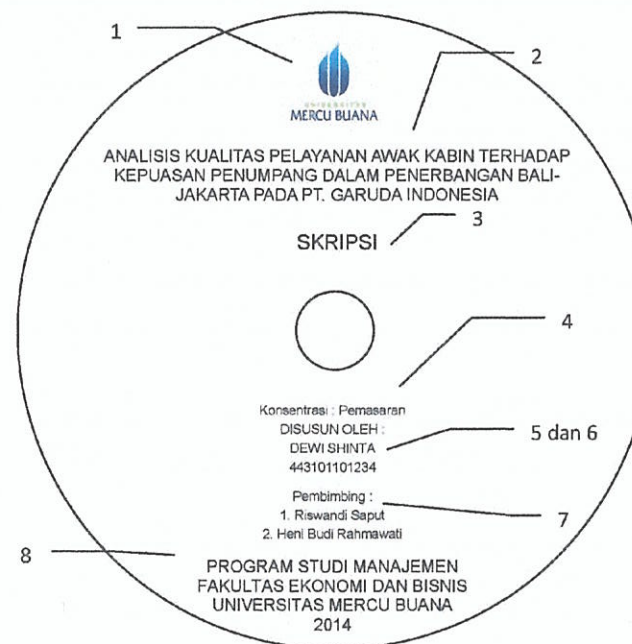 1
2
UNIVERSITAS
MERCU BUANA
ANALISIS KUALITAS PELAYANAN AWAK KABIN TERHADAP
KEPUASAN PENUMPANG DALAM PENERBANGAN BALI-
JAKARTA PADA PT. GARUDA INDONESIA
3
SKRIPSI
4
Konsentrasi : Pemasaran
DISUSUN OLEH :
DEWI SHINTA
5 dan 6
443101101234
Pembimbing :
7
1. Riswandi Saput
2. Heni Budi Rahmawati
8
PROGRAM STUDI MANAJEMEN
FAKULTAS EKONOMI DAN BISNIS
UNIVERSITAS MERCU BUANA
2014